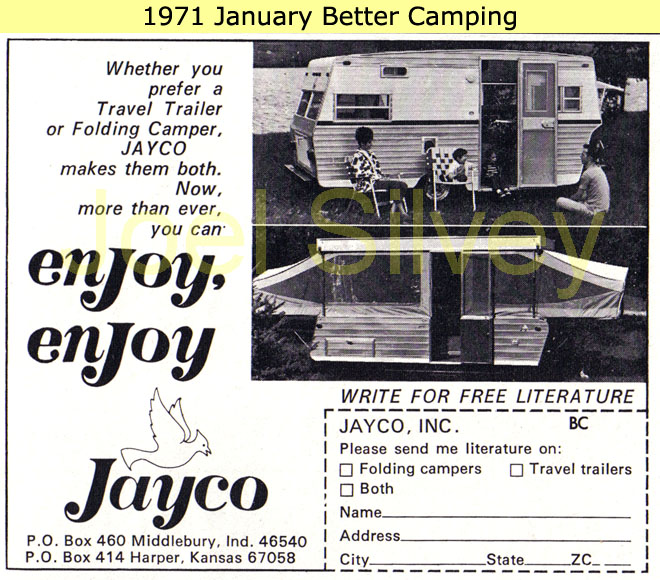 1971 January Better Camping
Whether you
prefer a
Travel Trailer
or Folding Camper,
JAYCO
makes them both.
Now,
more than ever,
you can
enJoy,
enJoy
Joel Silvey
Jayco
P.O. Box 460 Middlebury, Ind. 46540
P.O. Box 414 Harper, Kansas 67058
WRITE FOR FREE LITERATURE
JAYCO, INC. BC
Please send me literature on:
Folding campers Travel trailers
Both
Name
Address
City State ZC